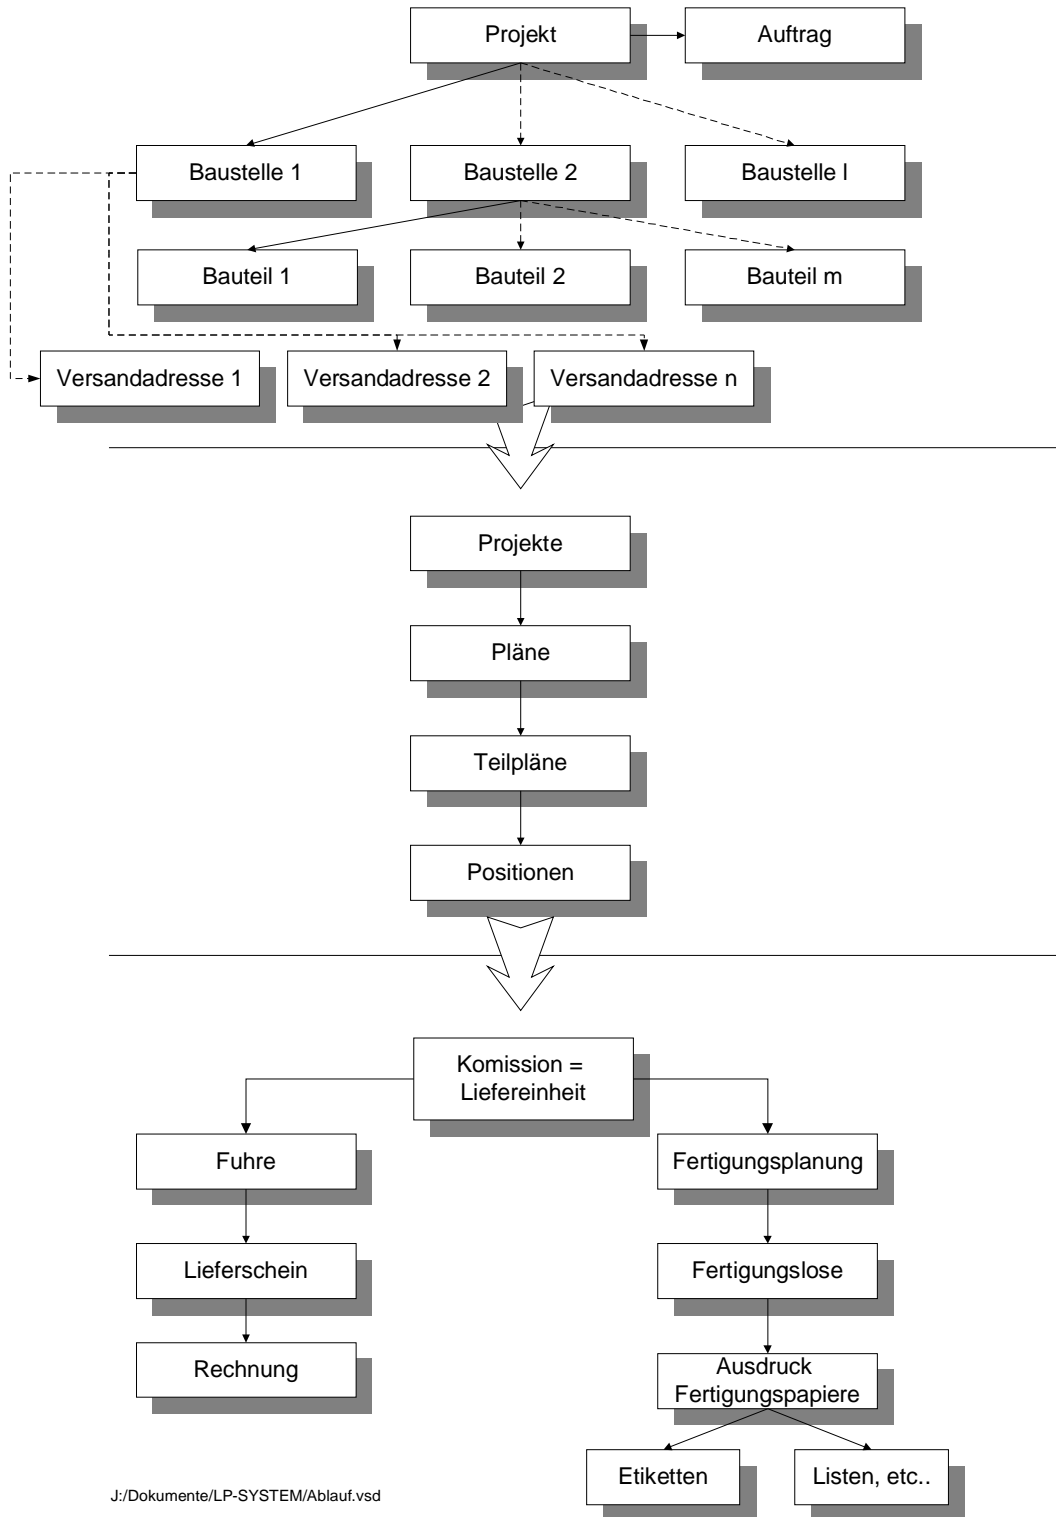 Projekt
Auftrag
Baustelle 1
Baustelle 2
Baustelle l
Bauteil 1
Bauteil 2
Bauteil m
Versandadresse 1
Versandadresse 2
Versandadresse n
Projekte
Pläne
Teilpläne
Positionen
Komission =
Liefereinheit
Fuhre
Fertigungsplanung
Lieferschein
Fertigungslose
Rechnung
Ausdruck
Fertigungspapiere
Etiketten
Listen, etc..
J:/Dokumente/LP-SYSTEM/Ablauf.vsd